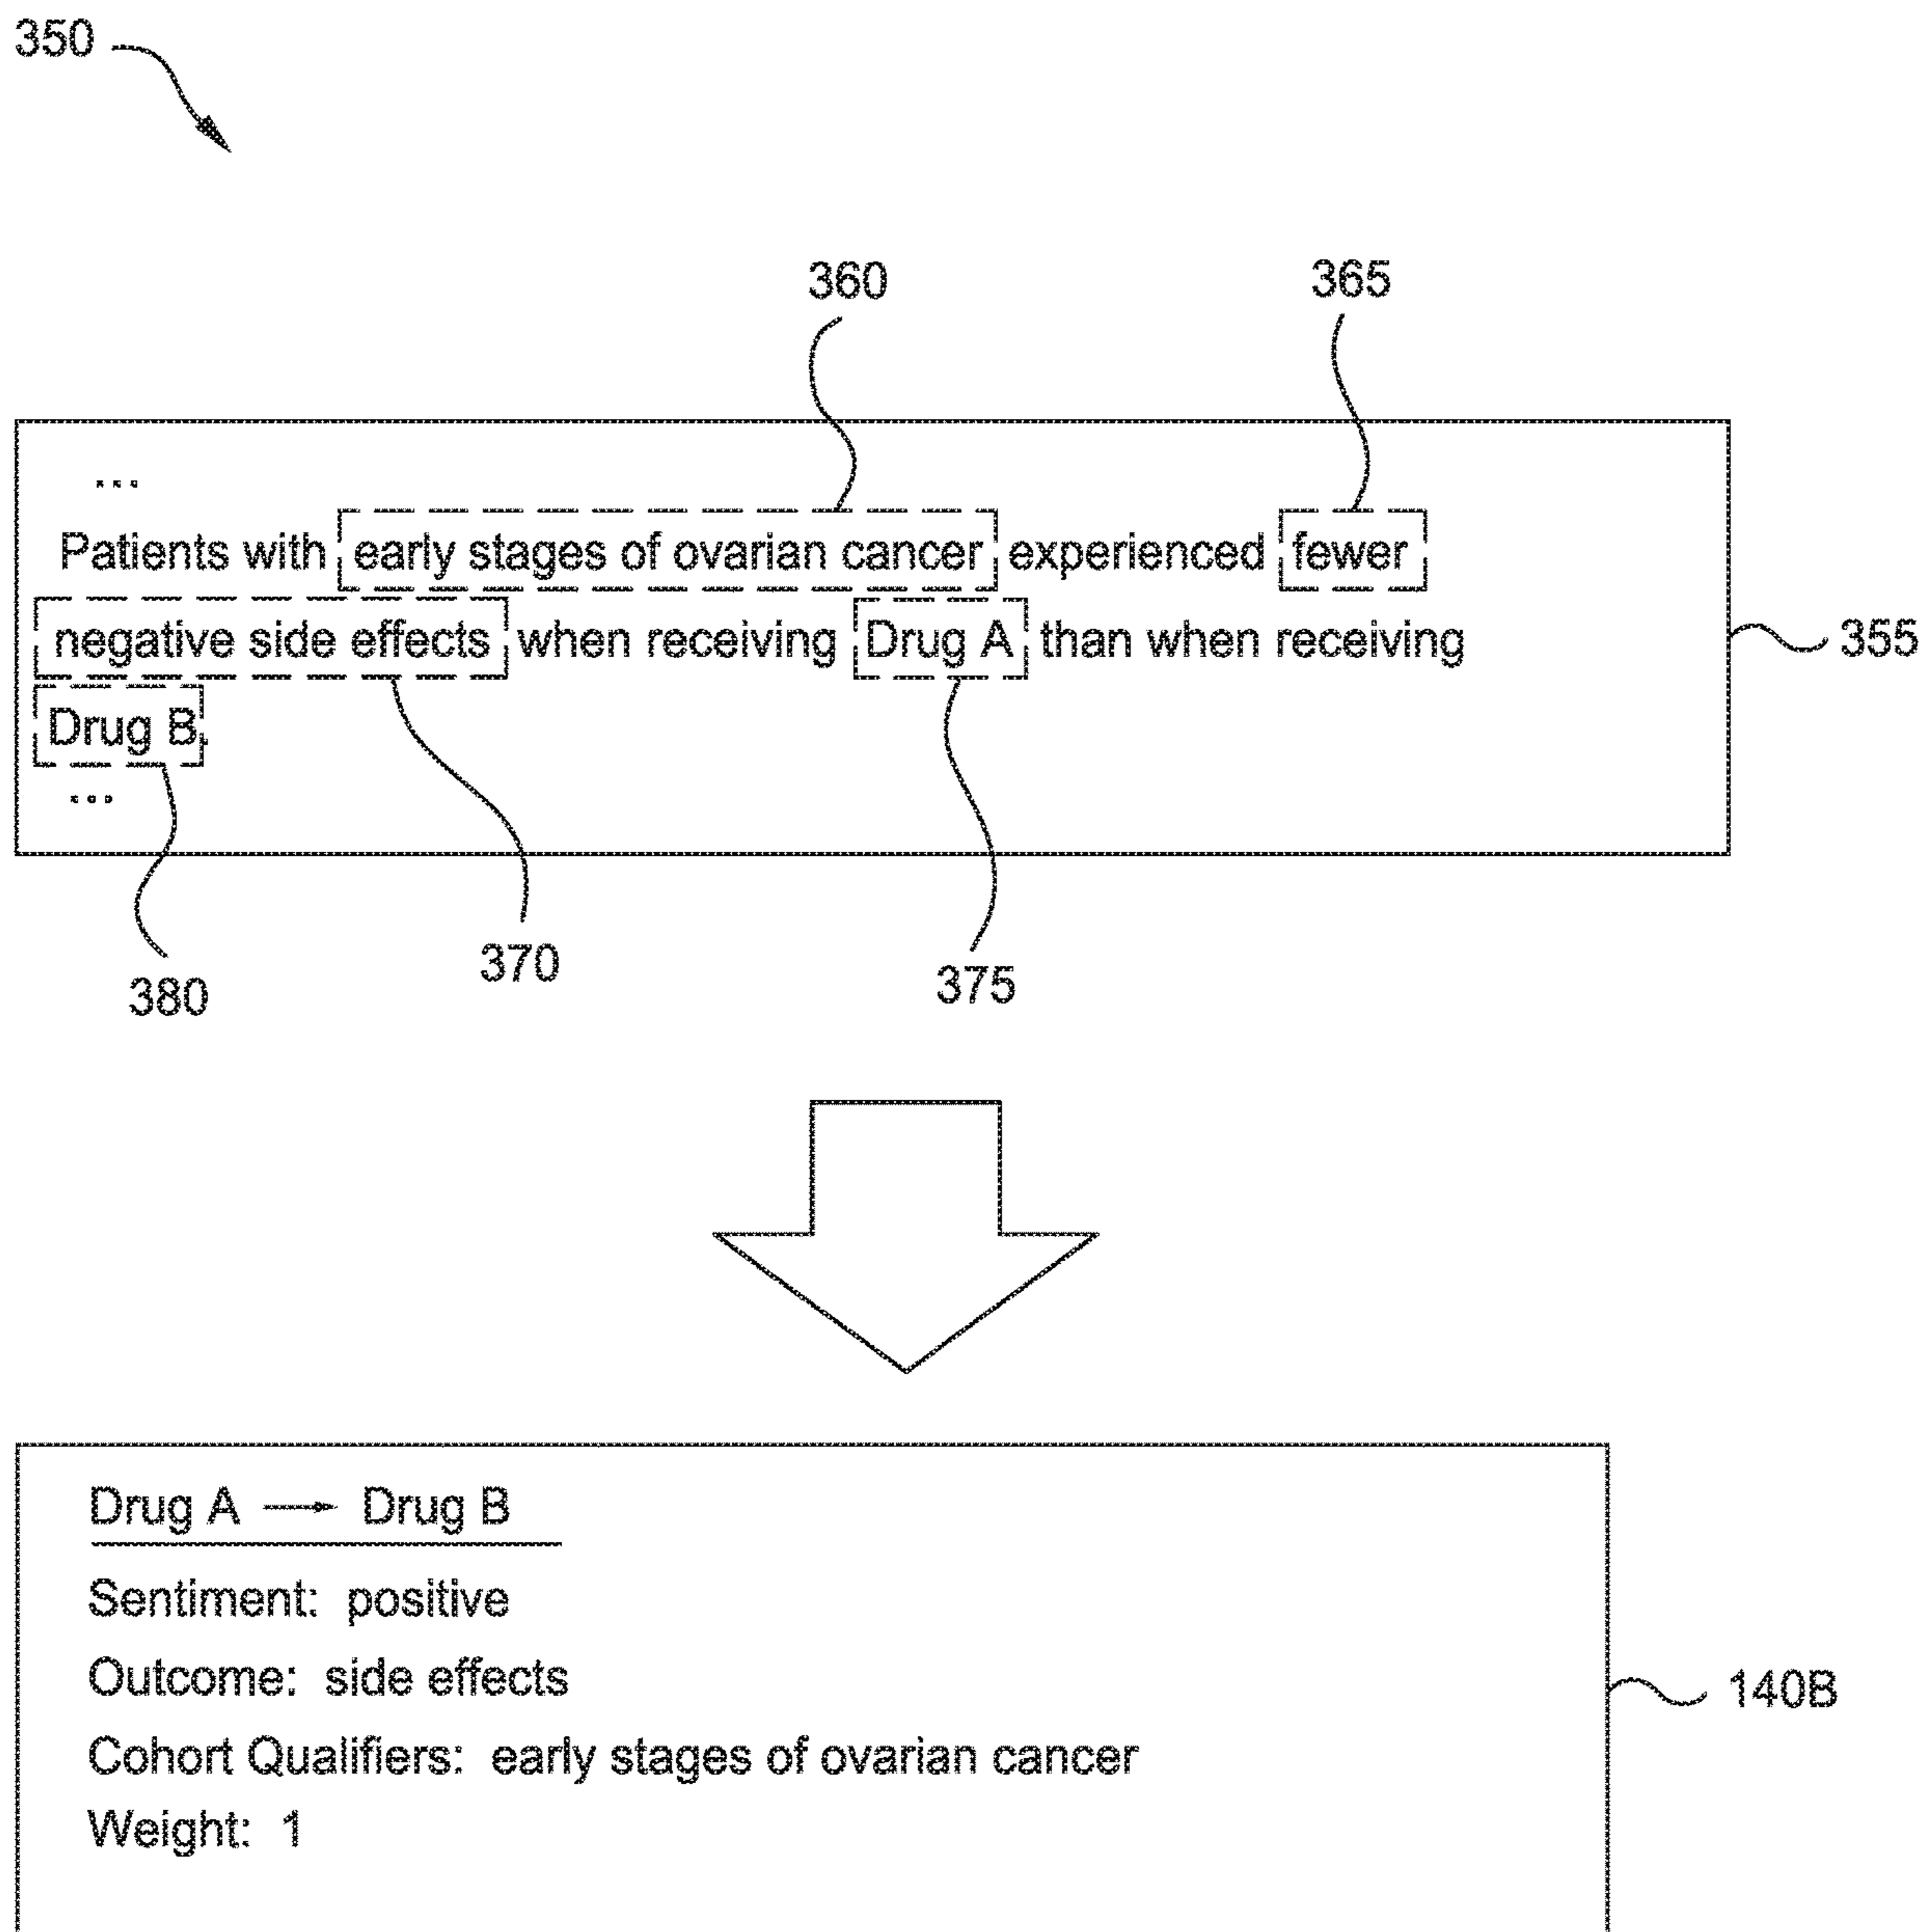 350
360
365
...
Patients with early stages of ovarian cancer experienced fewer
negative side effects when receiving Drug A than when receiving
355
Drug B.
...
370
375
380
Drug A → Drug B
Sentiment: positive
Outcome: side effects
140B
Cohort Qualifiers: early stages of ovarian cancer
Weight: 1